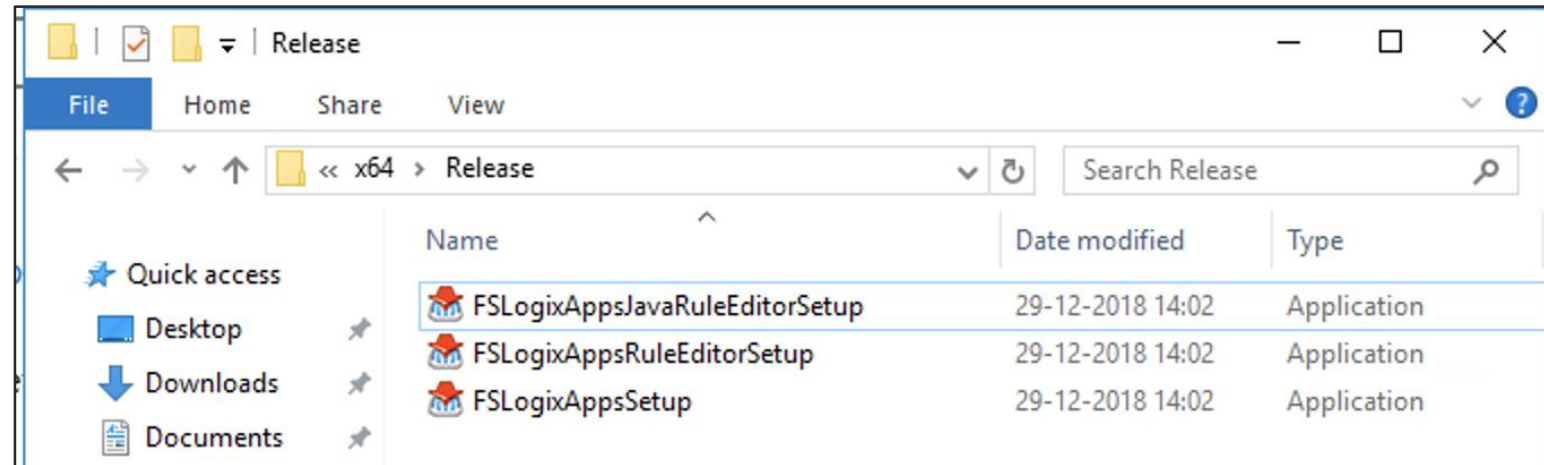 Release
File Home Share View ?
« x64 › Release Search Release
Name Date modified Type
Quick access
Desktop
Downloads
Documents
FSLogixAppsJavaRuleEditorSetup 29-12-2018 14:02 Application
FSLogixAppsRuleEditorSetup 29-12-2018 14:02 Application
FSLogixAppsSetup 29-12-2018 14:02 Application